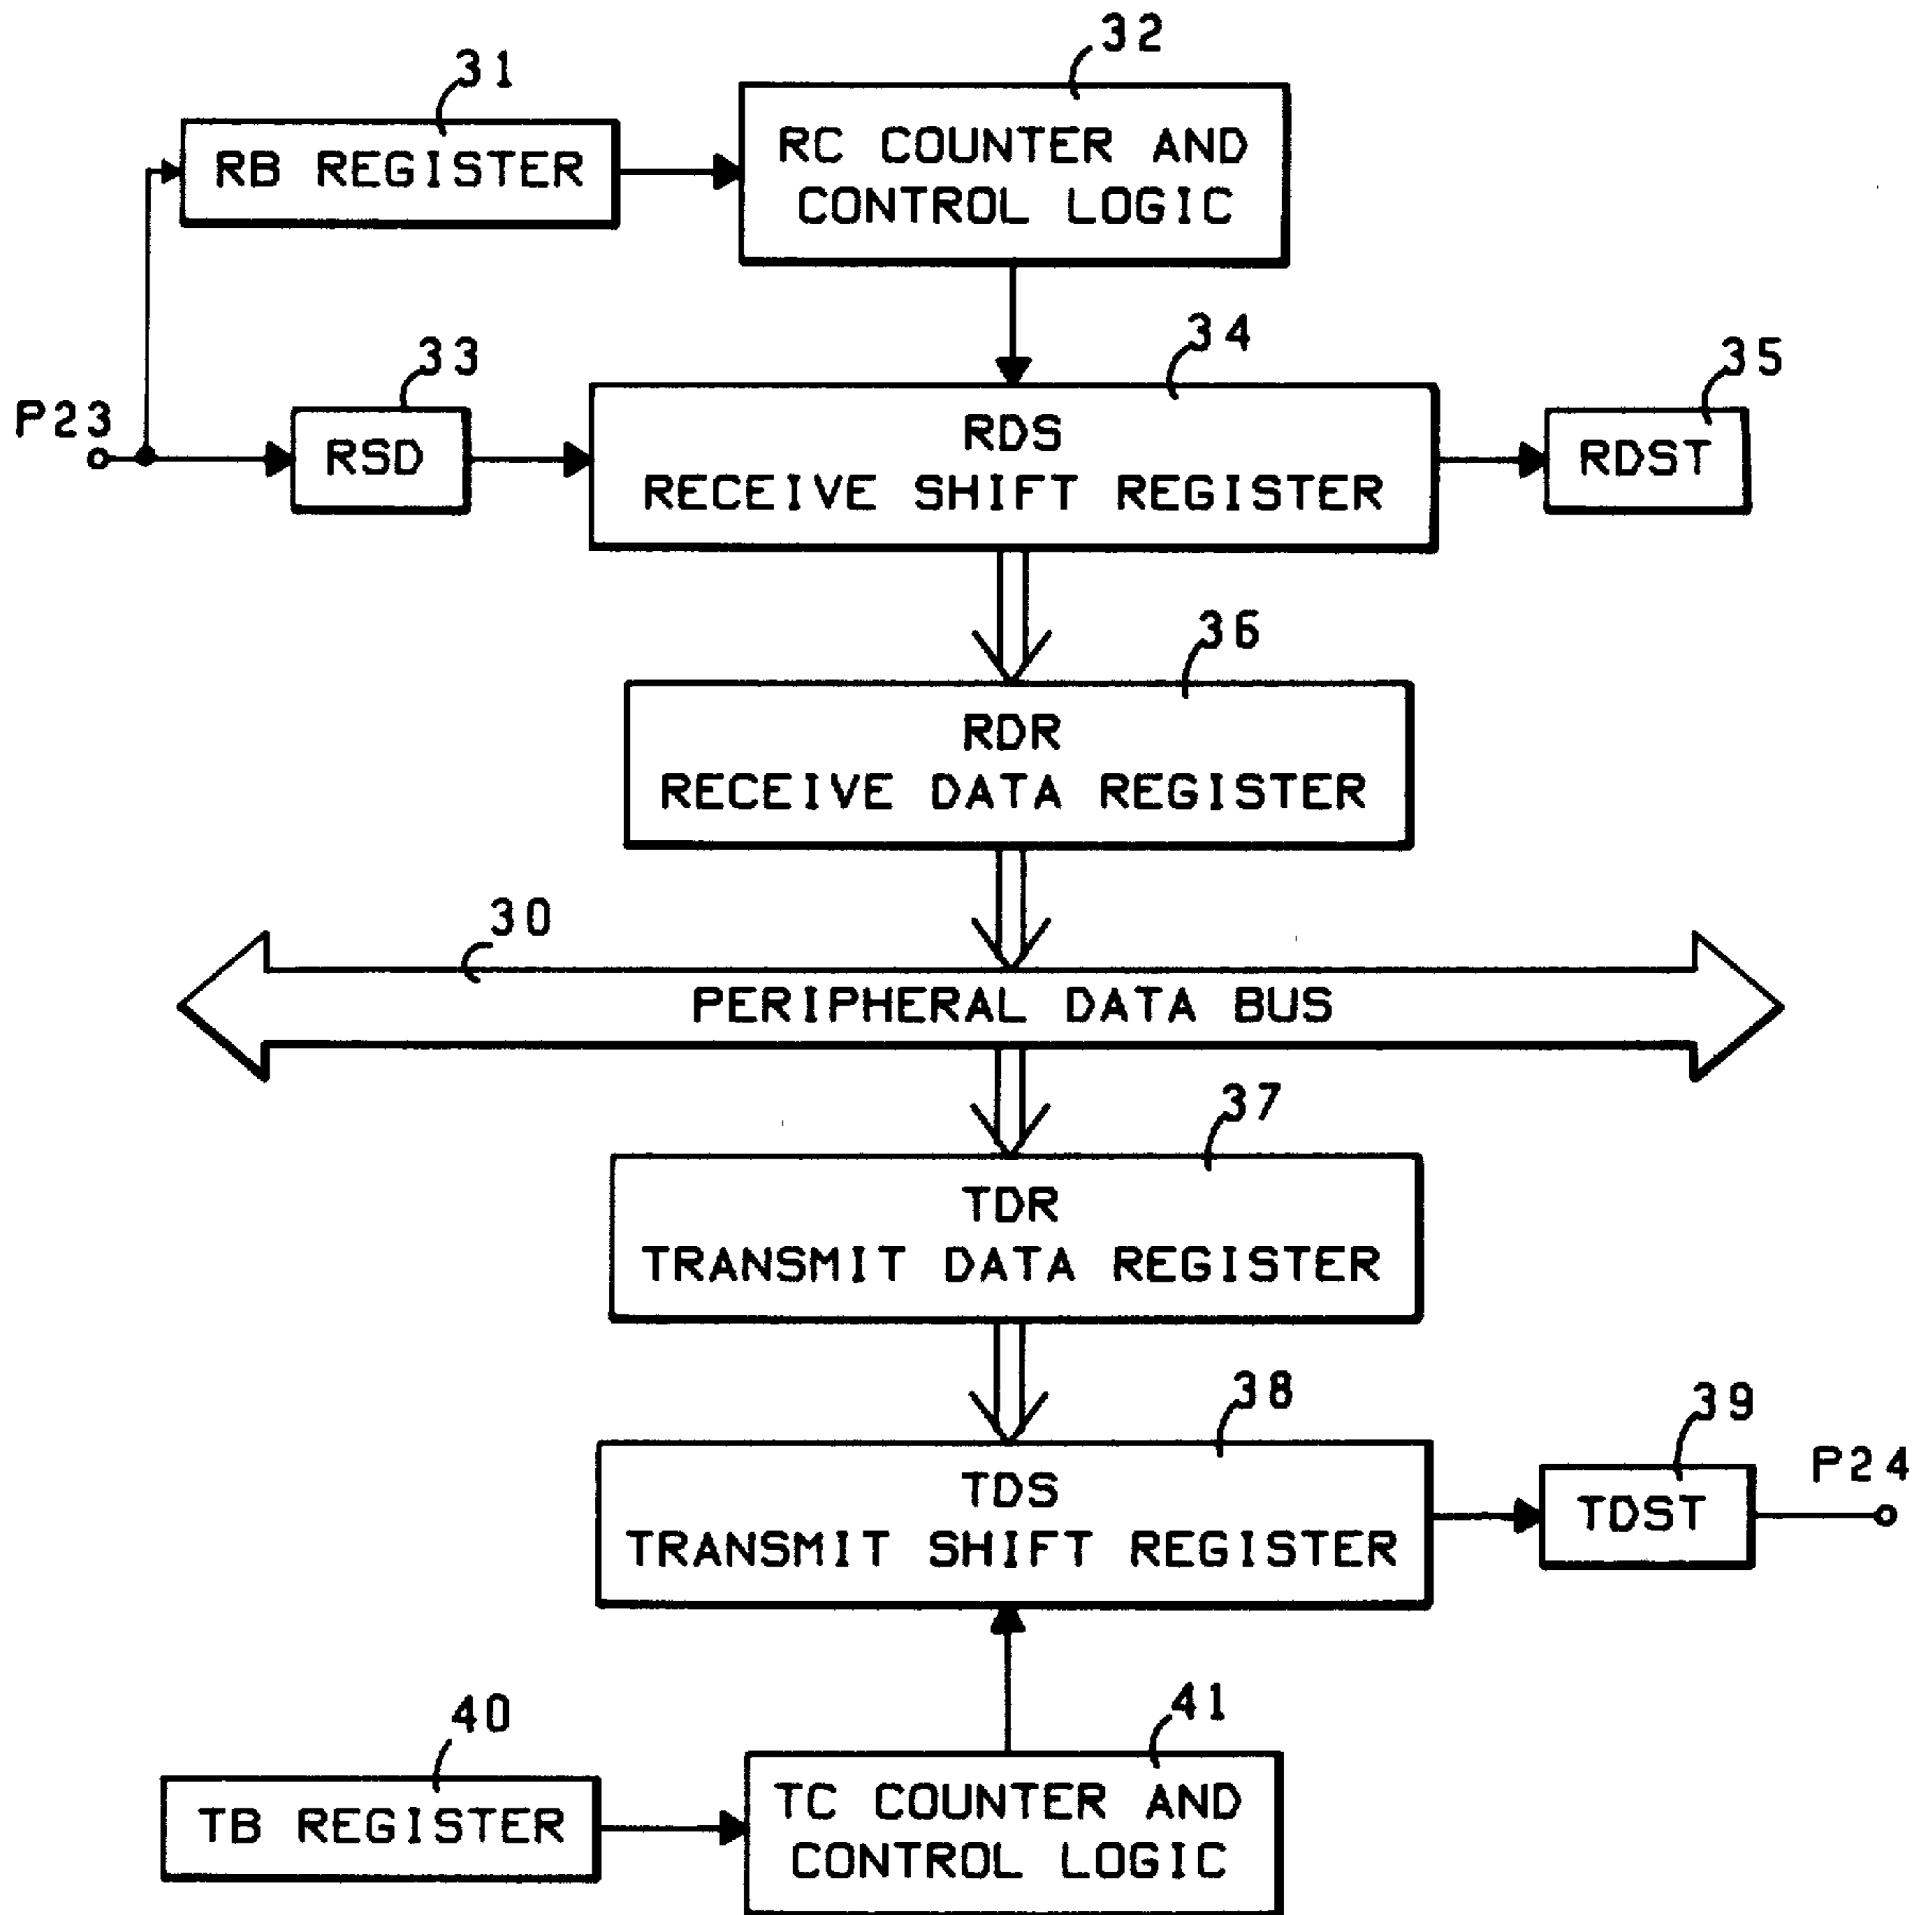 32
31
RC COUNTER AND
CONTROL LOGIC
RB REGISTER
34
33
35
P23
RSD
RDS
RECEIVE SHIFT REGISTER
RDST
36
RDR
RECEIVE DATA REGISTER
30
PERIPHERAL DATA BUS
37
TDR
TRANSMIT DATA REGISTER
38
39
P24
TDS
TRANSMIT SHIFT REGISTER
TDST
40
41
TB REGISTER
TC COUNTER AND
CONTROL LOGIC